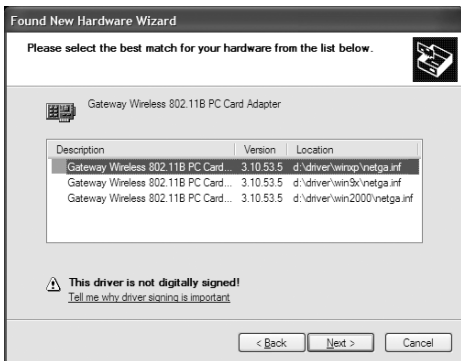 Found New Hardware Wizard
Please select the best match for your hardware from the list below.
Gateway Wireless 802.11B PC Card Adapter
Description Version Location
Gateway Wireless 802.11B PC Card... 3.10.53.5 d:\driver\winxp\netga.inf
Gateway Wireless 802.11B PC Card... 3.10.53.5 d:\driver\win9x\netga.inf
Gateway Wireless 802.11B PC Card... 3.10.53.5 d:\driver\win2000\netga.inf
This driver is not digitally signed!
Tell me why driver signing is important
< Back Next > Cancel